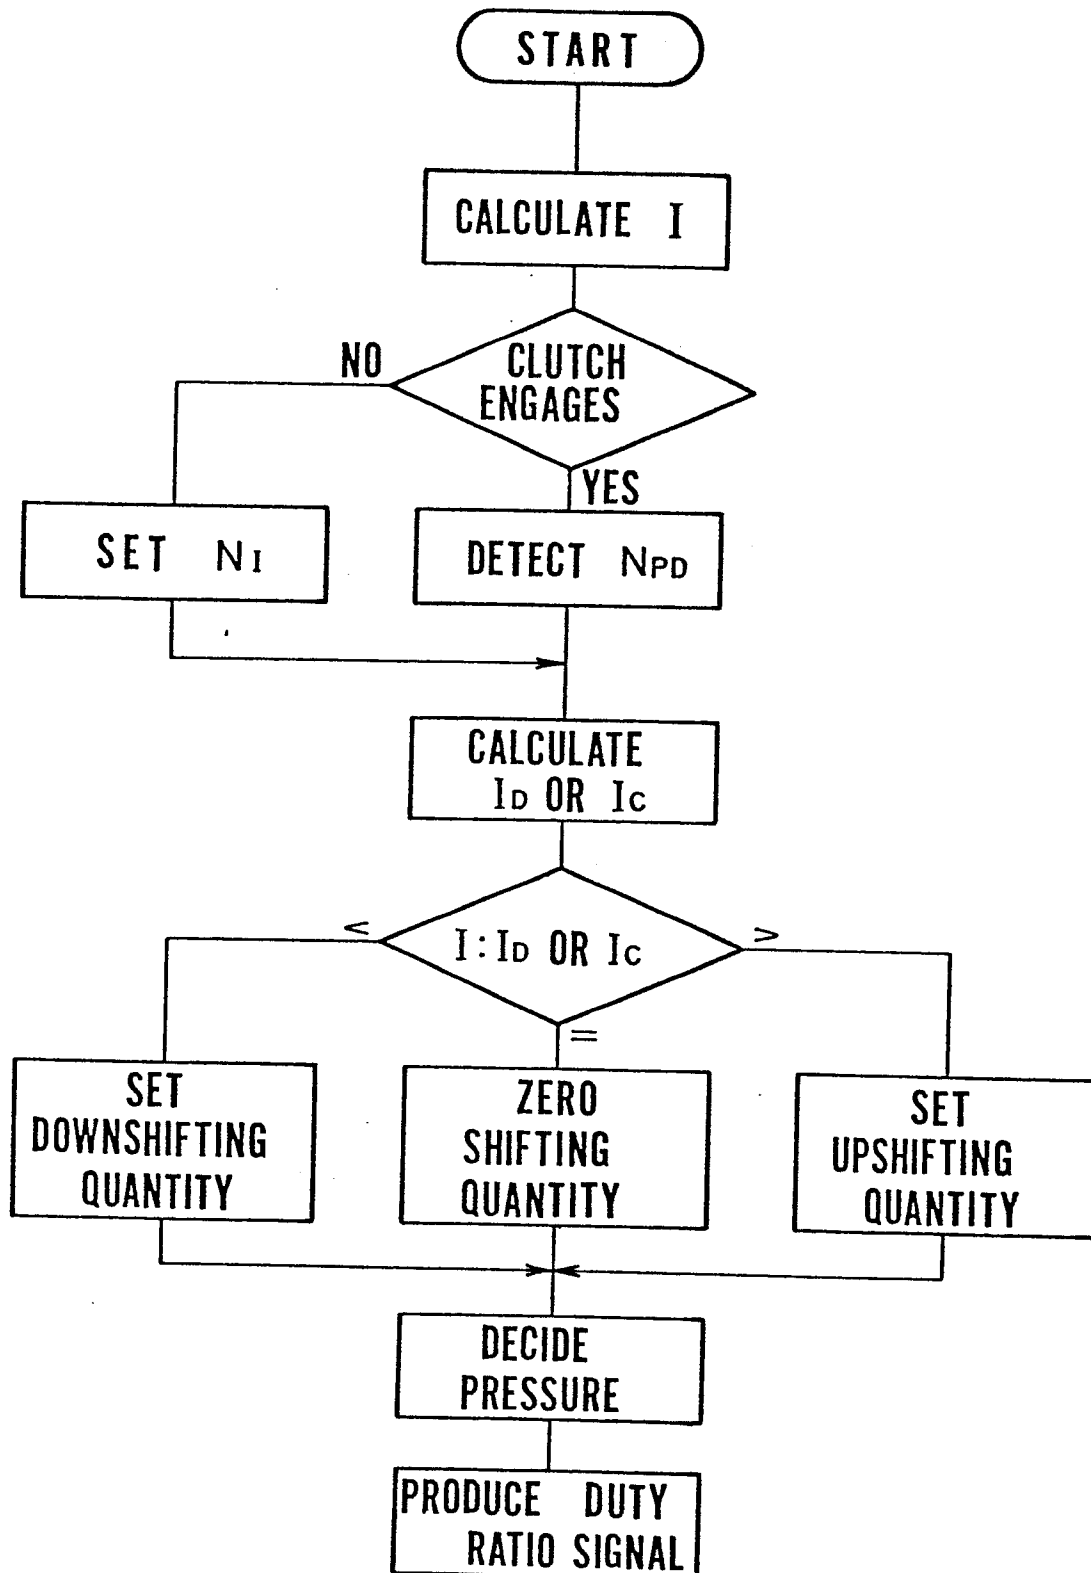 START
CALCULATE I
NO
CLUTCH
ENGAGES
YES
SET NI
DETECT NPD
CALCULATE
ID OR IC
<
I:ID OR IC
>
=
SET
DOWNSHIFTING
QUANTITY
ZERO
SHIFTING
QUANTITY
SET
UPSHIFTING
QUANTITY
DECIDE
PRESSURE
PRODUCE DUTY
RATIO SIGNAL